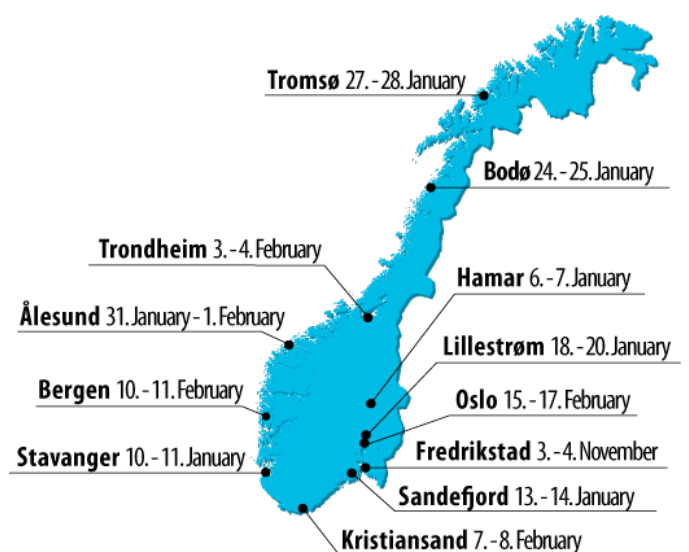 Tromsø 27. - 28. January
Bodø 24. - 25. January
Trondheim 3. - 4. February
Hamar 6. - 7. January
Ålesund 31. January - 1. February
Lillestrøm 18. - 20. January
Bergen 10. - 11. February
Oslo 15. - 17. February
Fredrikstad 3. - 4. November
Stavanger 10. - 11. January
Sandefjord 13. - 14. January
Kristiansand 7. - 8. February